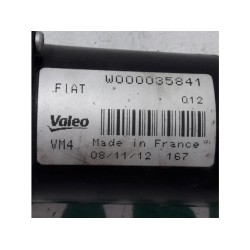 FIAT W000035841
012
Valeo
VM4 Made in France
08/11/12 167